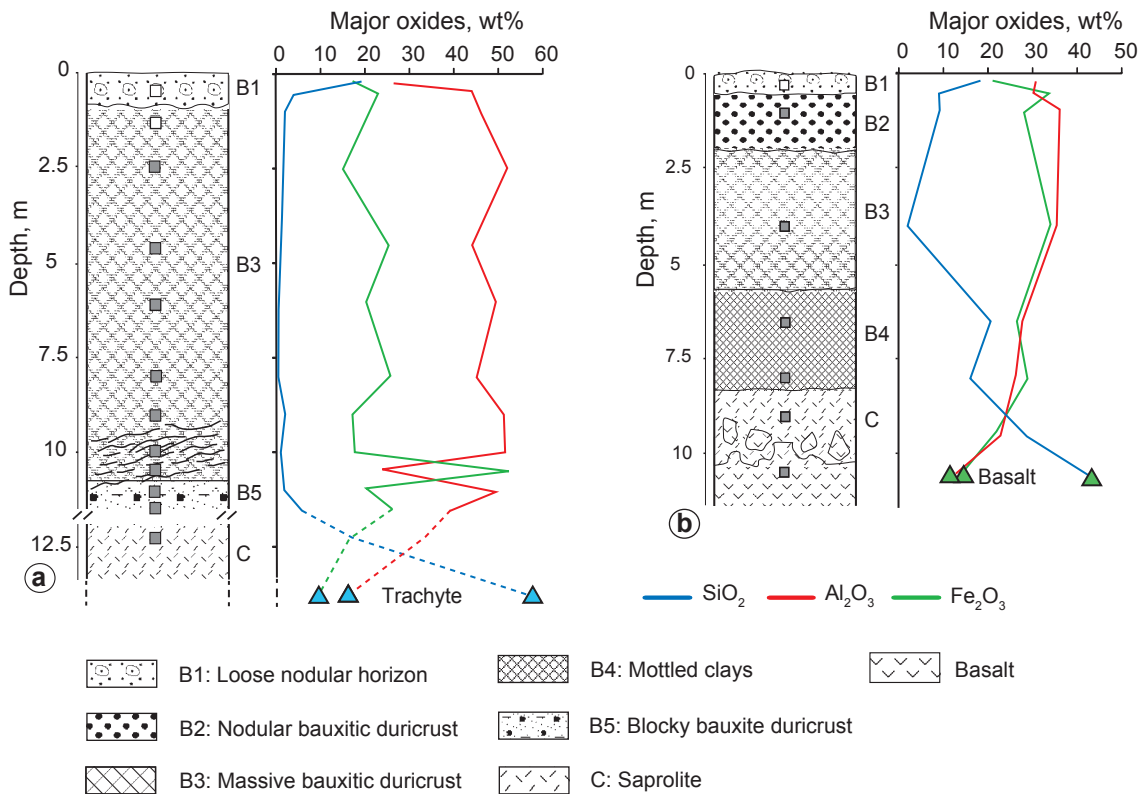 Major oxides, wt%
0 10 20 30 40 50 60
Depth, m
0
2.5
5
7.5
10
12.5
B1
B3
B5
C
a
Trachyte
Major oxides, wt%
0 10 20 30 40 50
Depth, m
0
2.5
5
7.5
10
B1
B2
B3
B4
C
b
Basalt
SiO₂ Al₂O₃ Fe₂O₃
B1: Loose nodular horizon
B4: Mottled clays
Basalt
B2: Nodular bauxitic duricrust
B5: Blocky bauxite duricrust
B3: Massive bauxitic duricrust
C: Saprolite